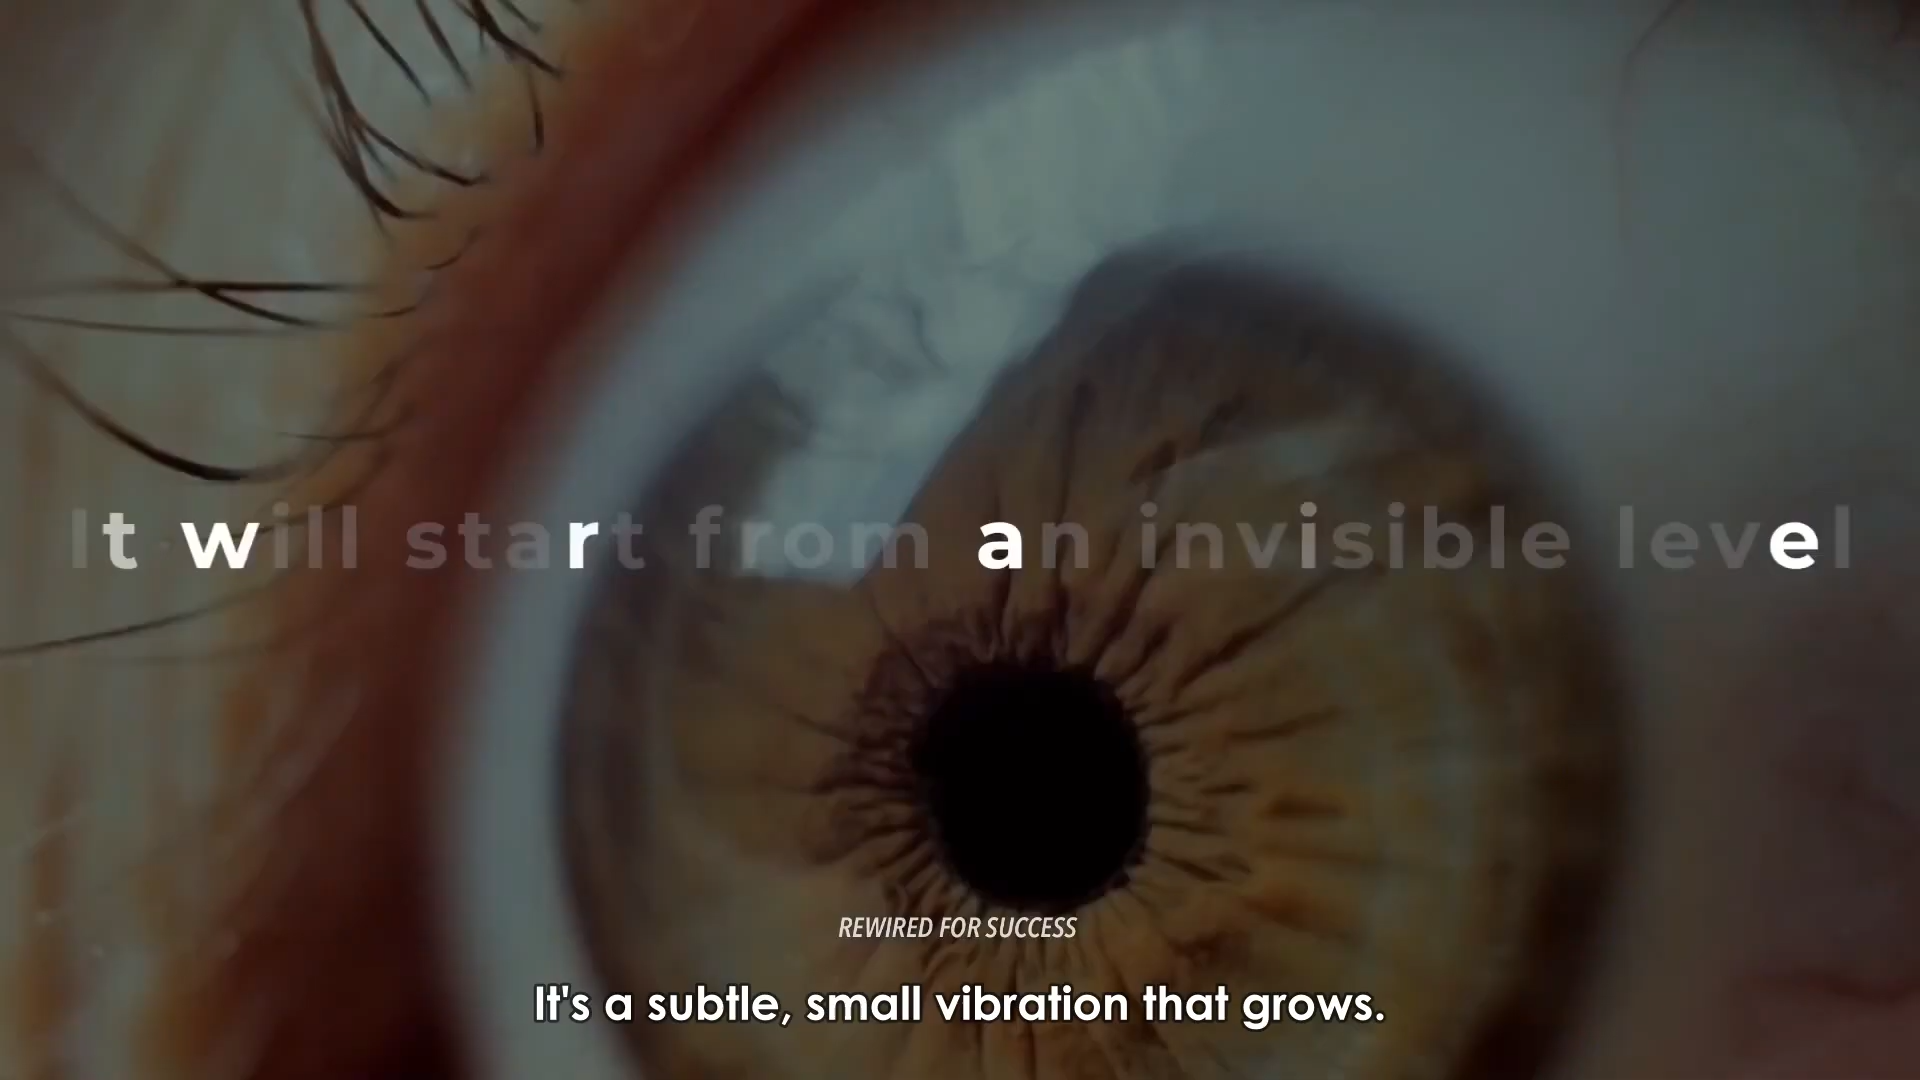 It will start from an invisible level
REWIRED FOR SUCCESS
It's a subtle, small vibration that grows.